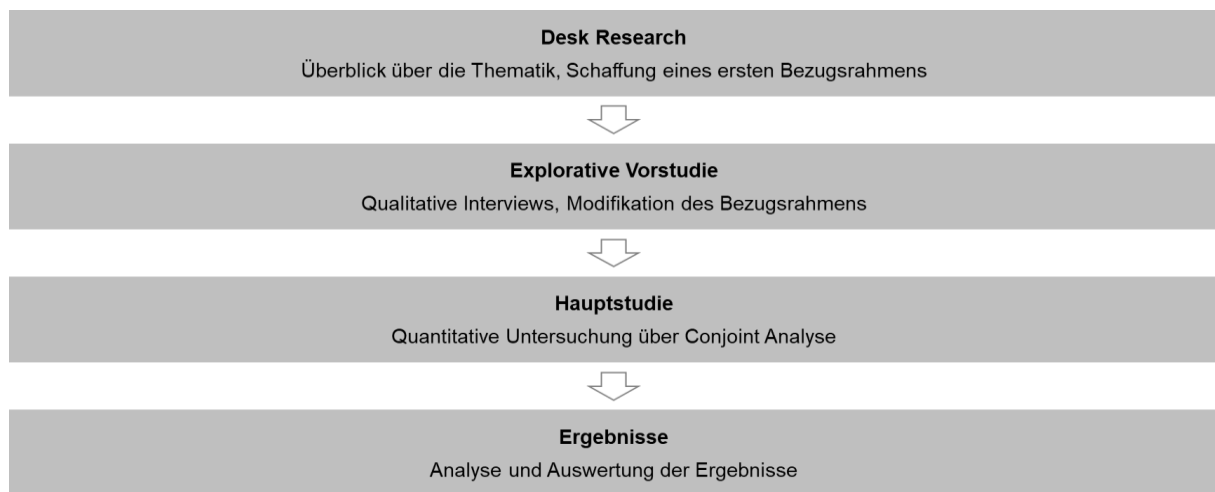 Desk Research
Überblick über die Thematik, Schaffung eines ersten Bezugsrahmens
Explorative Vorstudie
Qualitative Interviews, Modifikation des Bezugsrahmens
Hauptstudie
Quantitative Untersuchung über Conjoint Analyse
Ergebnisse
Analyse und Auswertung der Ergebnisse